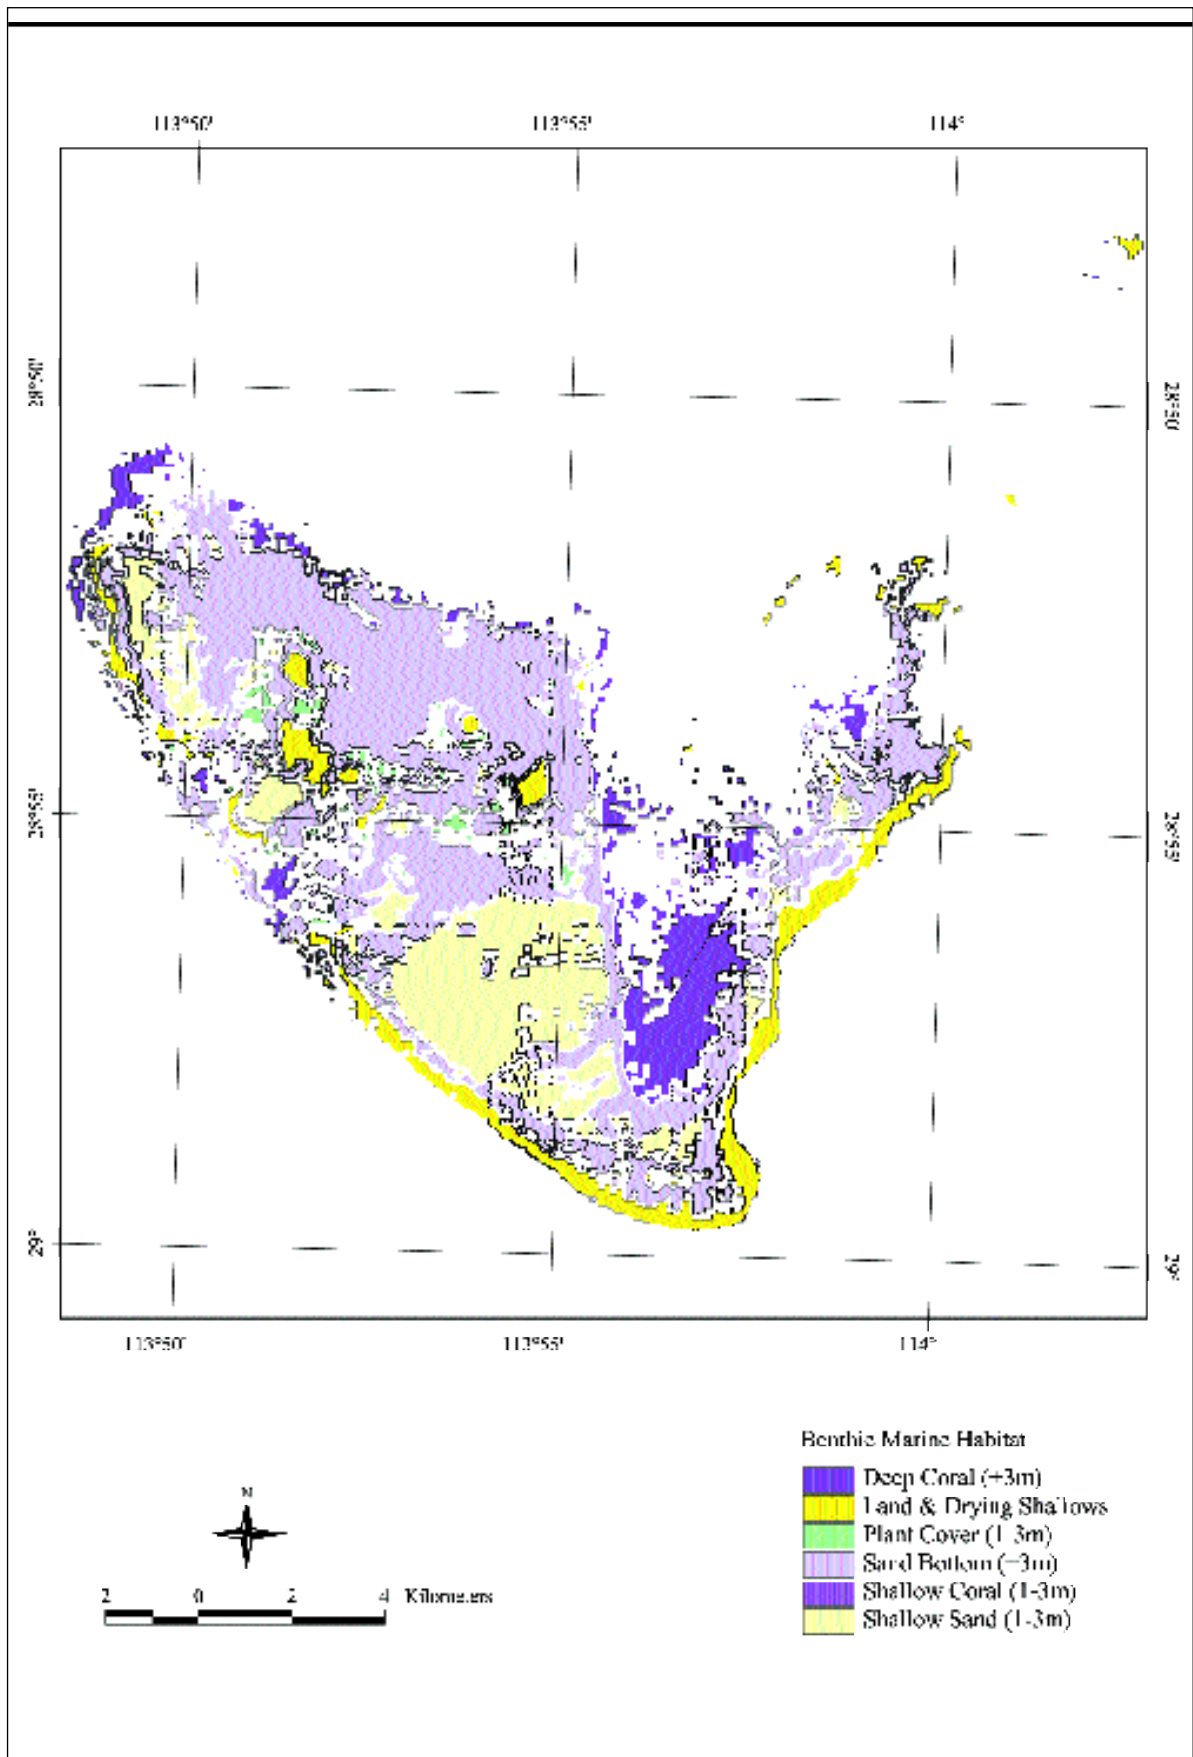 113°50' 113°55' 114°
28°50' 28°50'
28°55' 28°55'
29° 29°
113°50' 113°55' 114°
Benthic Marine Habitat
Deep Coral (+3m)
Land & Drying Shallows
Plant Cover (1-3m)
Sand Bottom (+3m)
Shallow Coral (1-3m)
Shallow Sand (1-3m)
N
2 0 2 4 Kilometers